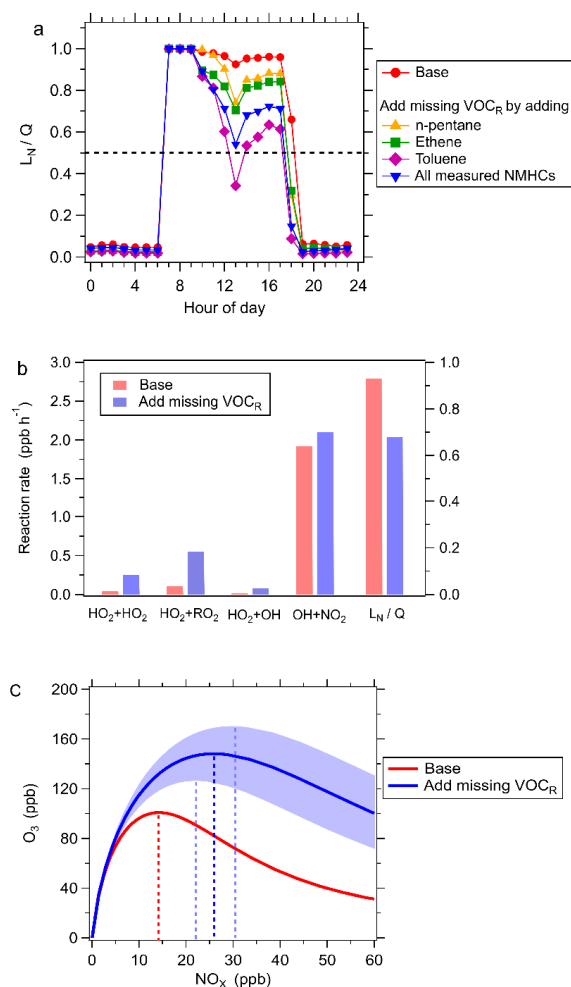 a
L_N / Q
1.0
0.8
0.6
0.4
0.2
0.0
0 4 8 12 16 20 24
Hour of day
Base
Add missing VOC_R by adding
n-pentane
Ethene
Toluene
All measured NMHCs
b
Reaction rate (ppb h⁻¹)
3.0
2.5
2.0
1.5
1.0
0.5
0.0
Base
Add missing VOC_R
1.0
0.8
0.6
0.4
0.2
0.0
HO₂+HO₂ HO₂+RO₂ HO₂+OH OH+NO₂ L_N / Q
C
O₃ (ppb)
200
160
120
80
40
0
0 10 20 30 40 50 60
NO_X (ppb)
Base
Add missing VOC_R